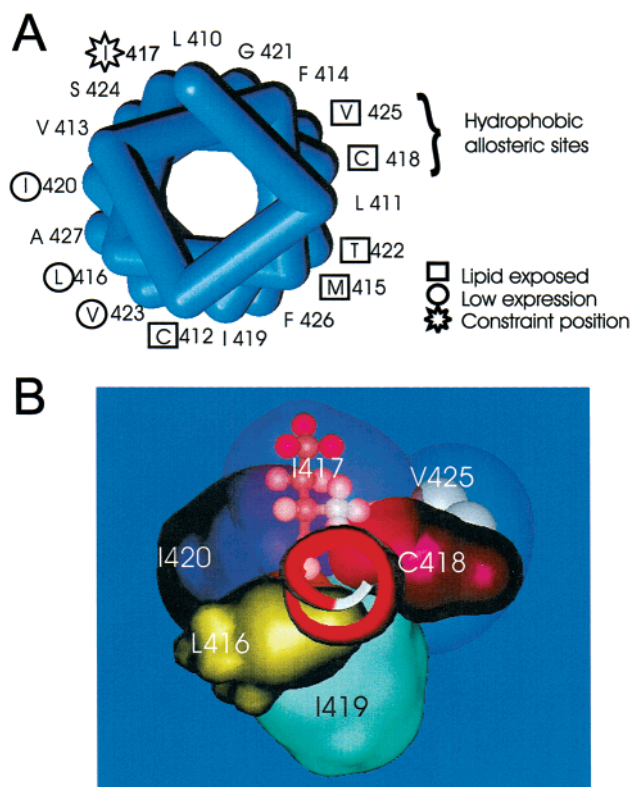 A
I 417
L 410
G 421
F 414
S 424
V 425
V 413
C 418
Hydrophobic
allosteric sites
I 420
L 411
A 427
T 422
L 416
M 415
V 423
F 426
C 412
I 419
Lipid exposed
Low expression
Constraint position
B
I417
V425
I420
C418
L416
I419